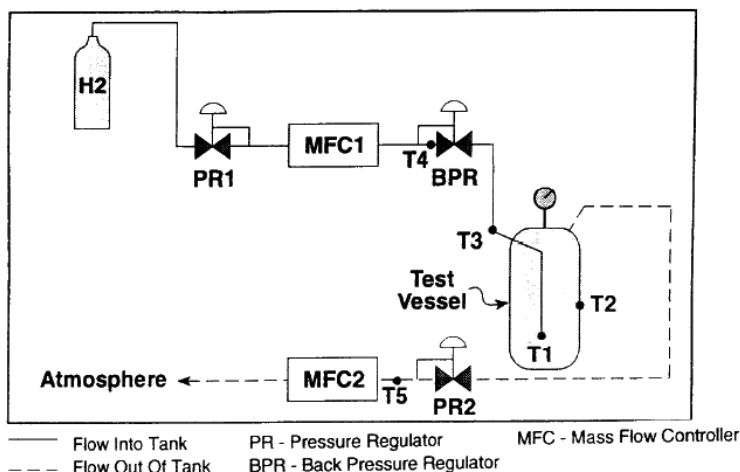 H2
PR1
MFC1
T4
BPR
T3
Test
Vessel
T2
T1
Atmosphere
MFC2
T5
PR2
Flow Into Tank PR - Pressure Regulator MFC - Mass Flow Controller
Flow Out Of Tank BPR - Back Pressure Regulator